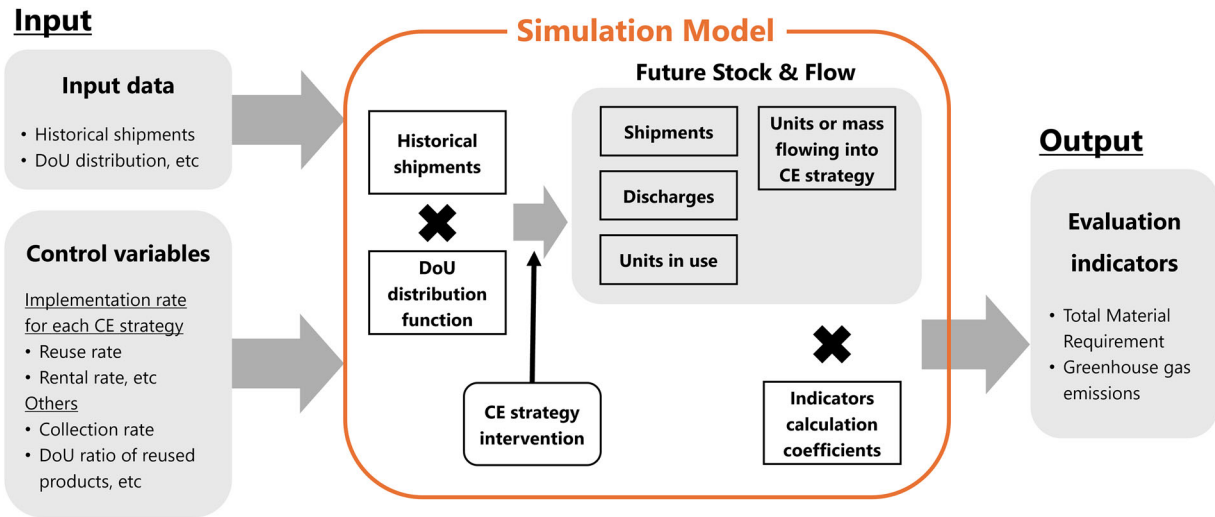 Input
Input data
• Historical shipments
• DoU distribution, etc
Control variables
Implementation rate
for each CE strategy
• Reuse rate
• Rental rate, etc
Others
• Collection rate
• DoU ratio of reused
products, etc
Simulation Model
Historical
shipments
DoU
distribution
function
CE strategy
intervention
Future Stock & Flow
Shipments
Discharges
Units in use
Units or mass
flowing into
CE strategy
Indicators
calculation
coefficients
Output
Evaluation
indicators
• Total Material
Requirement
• Greenhouse gas
emissions